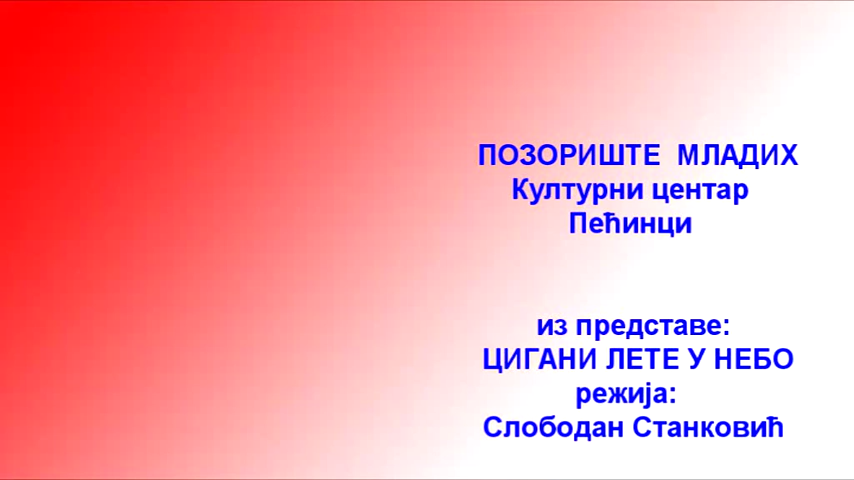 ПОЗОРИШТЕ МЛАДИХ
Културни центар
Пећинци
из представе:
ЦИГАНИ ЛЕТЕ У НЕБО
режија:
Слободан Станковић